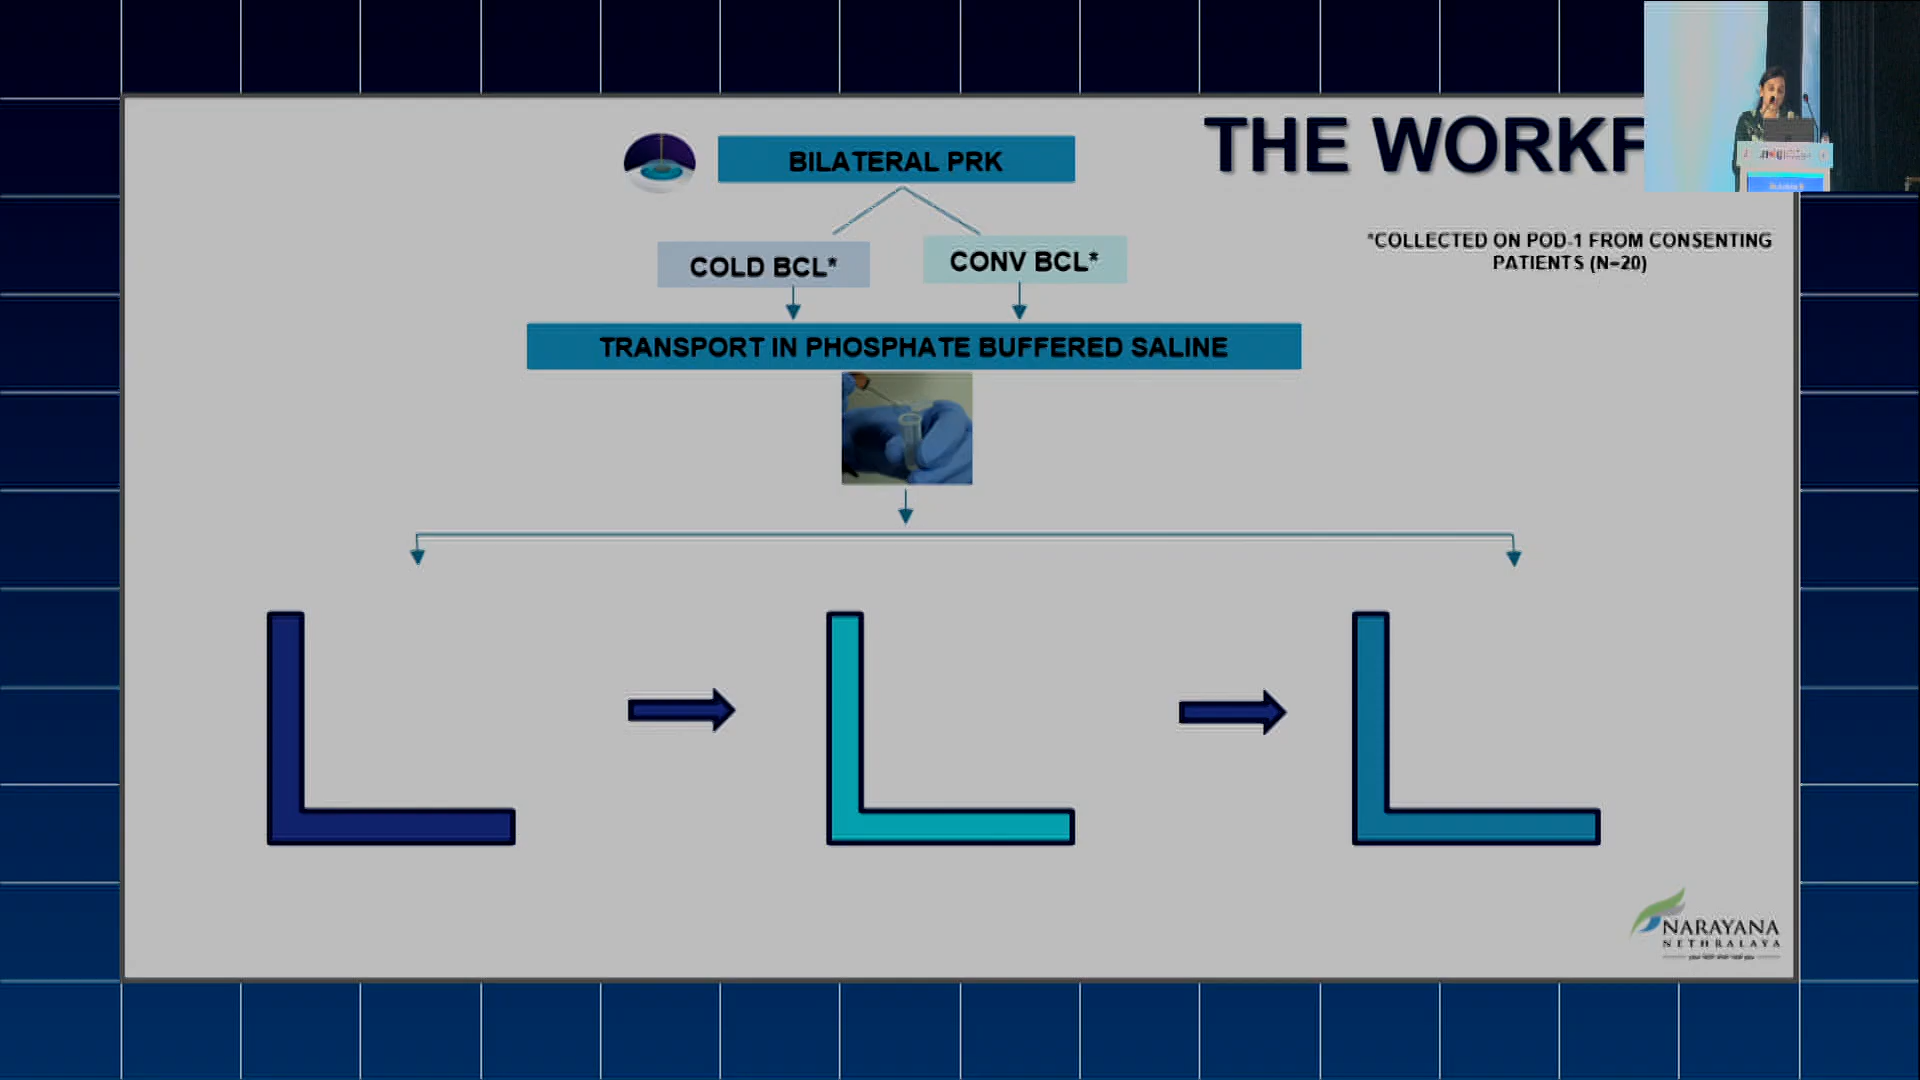 THE WORKF
BILATERAL PRK
*COLLECTED ON POD-1 FROM CONSENTING
PATIENTS (N=20)
COLD BCL*
CONV BCL*
TRANSPORT IN PHOSPHATE BUFFERED SALINE
NARAYANA
NETHRALAYA